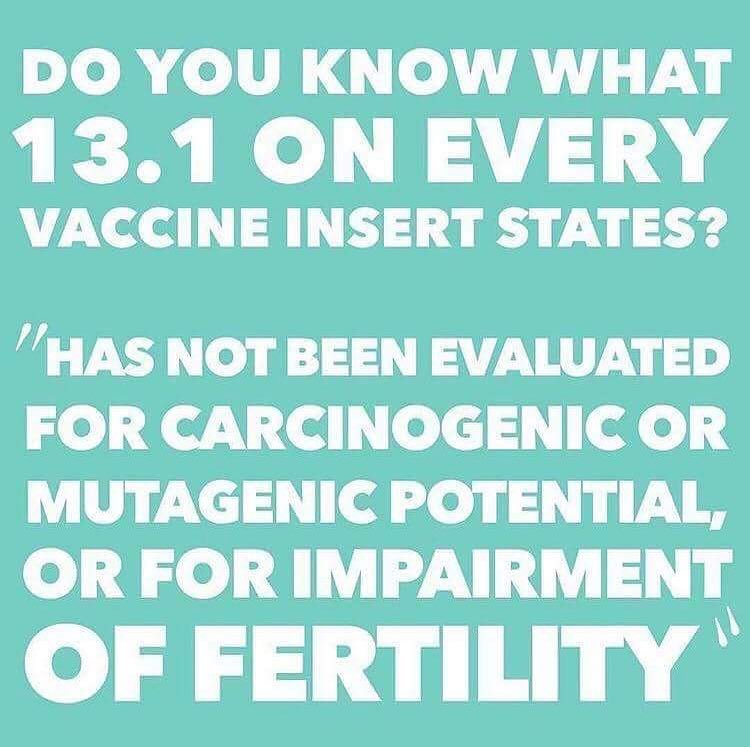 DO YOU KNOW WHAT
13.1 ON EVERY
VACCINE INSERT STATES?
"HAS NOT BEEN EVALUATED
FOR CARCINOGENIC OR
MUTAGENIC POTENTIAL,
OR FOR IMPAIRMENT
OF FERTILITY"